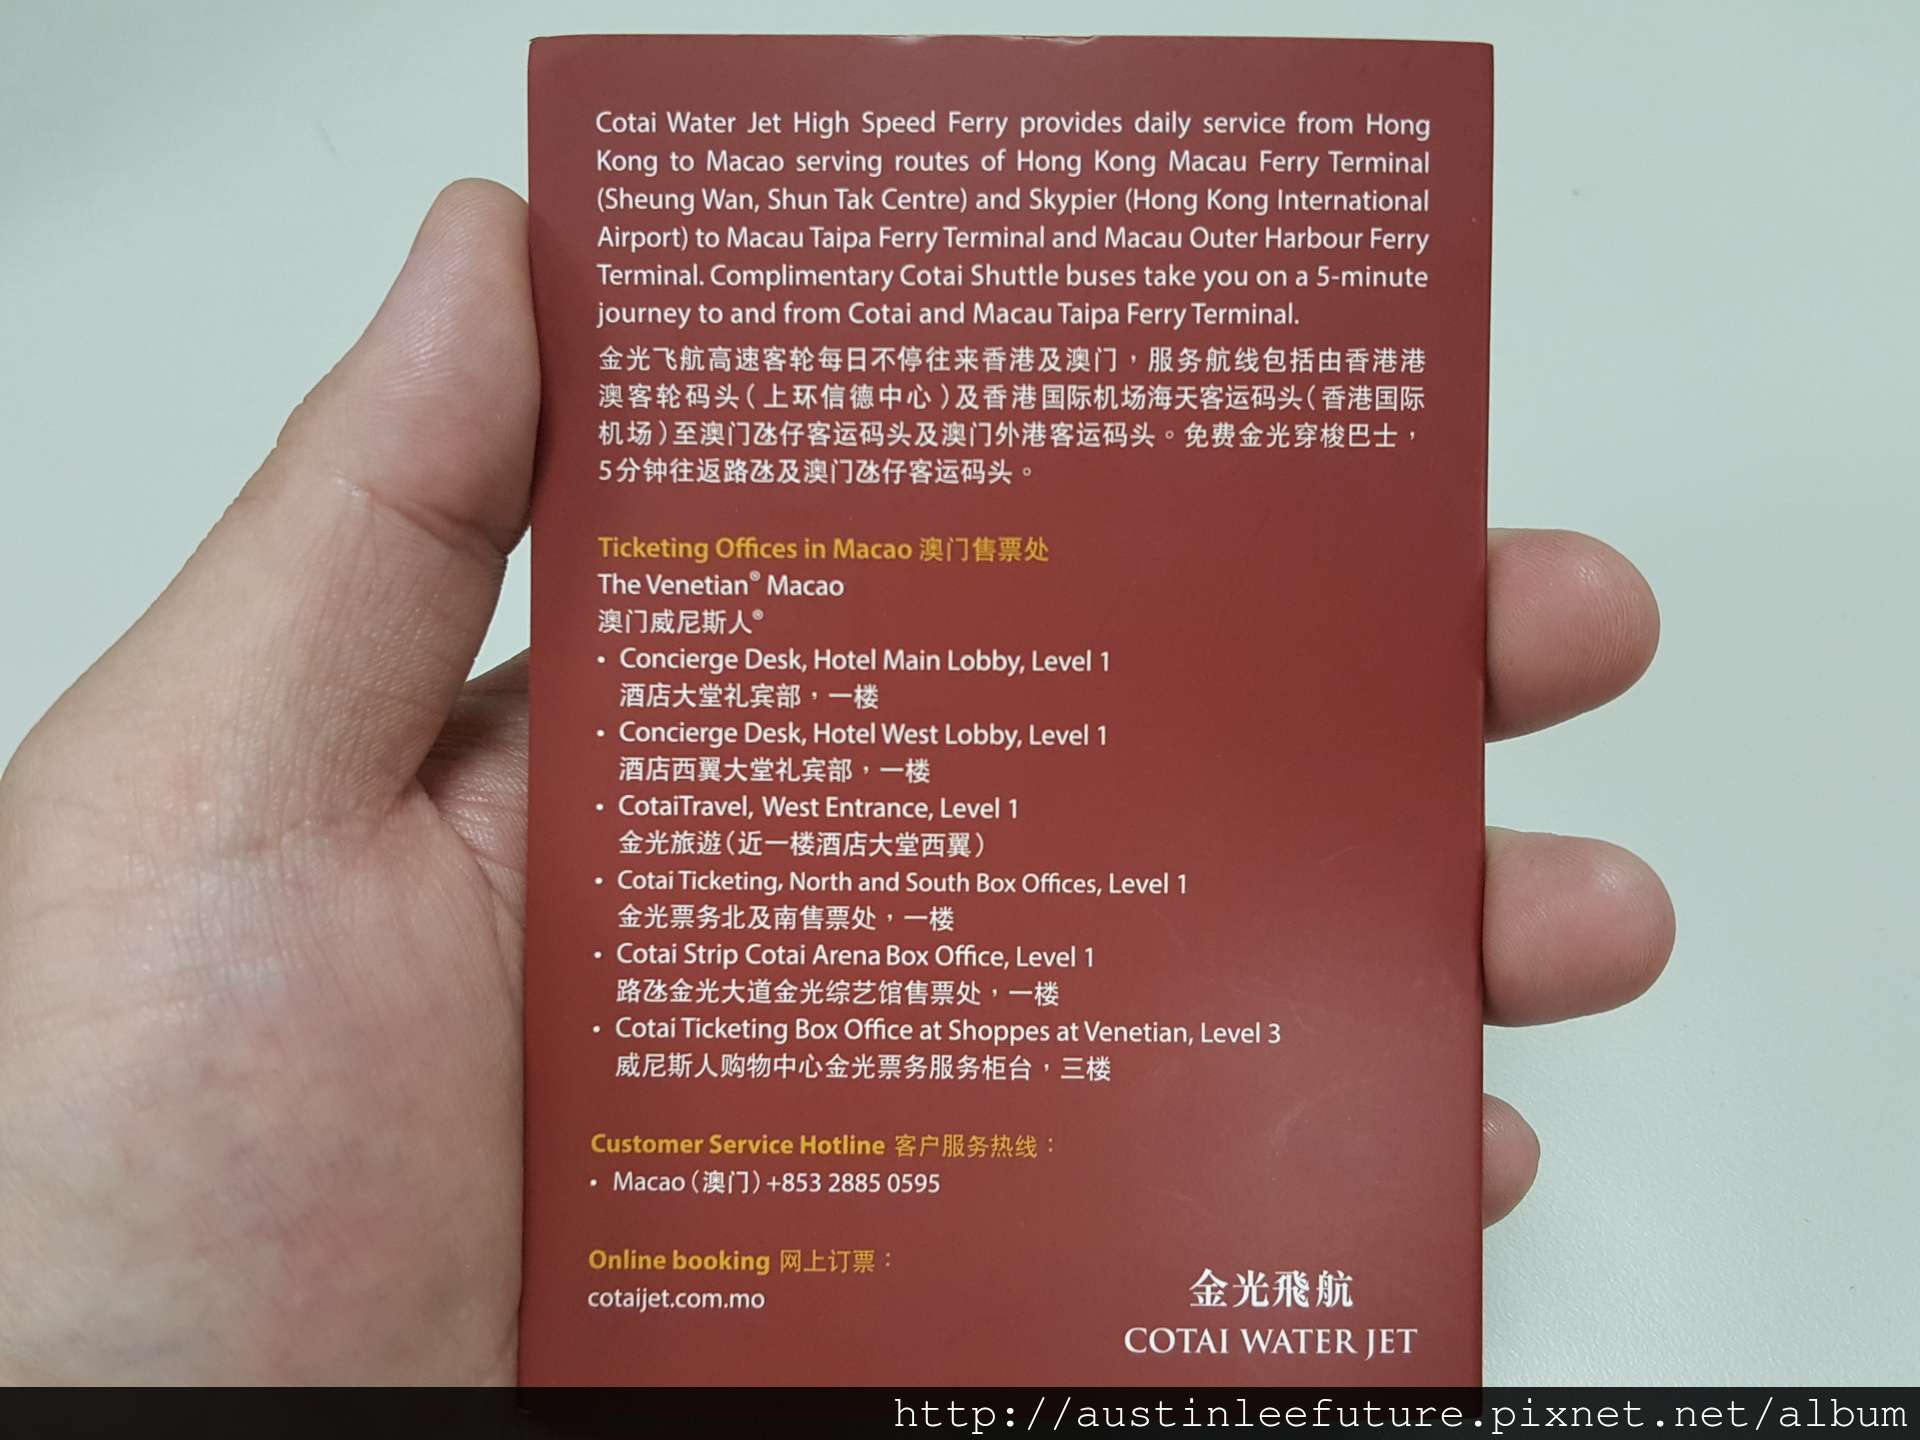 Cotai Water Jet High Speed Ferry provides daily service from Hong
Kong to Macao serving routes of Hong Kong Macau Ferry Terminal
(Sheung Wan, Shun Tak Centre) and Skypier (Hong Kong International
Airport) to Macau Taipa Ferry Terminal and Macau Outer Harbour Ferry
Terminal. Complimentary Cotai Shuttle buses take you on a 5-minute
journey to and from Cotai and Macau Taipa Ferry Terminal.
金光飞航高速客轮每日不停往来香港及澳门，服务航线包括由香港港
澳客轮码头（上环信德中心）及香港国际机场海天客运码头（香港国际
机场）至澳门氹仔客运码头及澳门外港客运码头。免费金光穿梭巴士，
5分钟往返路氹及澳门氹仔客运码头。
Ticketing Offices in Macao 澳门售票处
The Venetian® Macao
澳门威尼斯人®
• Concierge Desk, Hotel Main Lobby, Level 1
酒店大堂礼宾部，一楼
• Concierge Desk, Hotel West Lobby, Level 1
酒店西翼大堂礼宾部，一楼
• CotaiTravel, West Entrance, Level 1
金光旅遊（近一楼酒店大堂西翼）
• Cotai Ticketing, North and South Box Offices, Level 1
金光票务北及南售票处，一楼
• Cotai Strip Cotai Arena Box Office, Level 1
路氹金光大道金光综艺馆售票处，一楼
• Cotai Ticketing Box Office at Shoppes at Venetian, Level 3
威尼斯人购物中心金光票务服务柜台，三楼
Customer Service Hotline 客户服务热线：
• Macao（澳门）+853 2885 0595
Online booking 网上订票：
cotaijet.com.mo
金光飛航
COTAI WATER JET
http://austinleefuture.pixnet.net/album